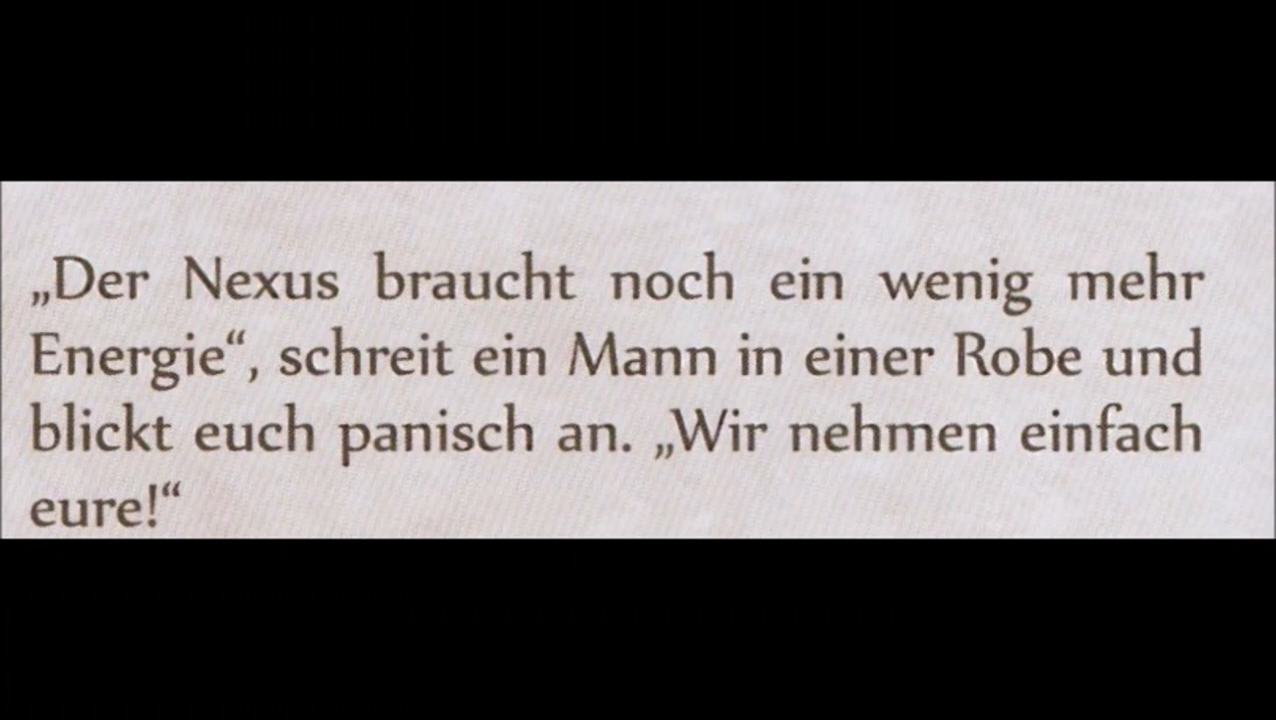 „Der Nexus braucht noch ein wenig mehr
Energie“, schreit ein Mann in einer Robe und
blickt euch panisch an. „Wir nehmen einfach
eure!“